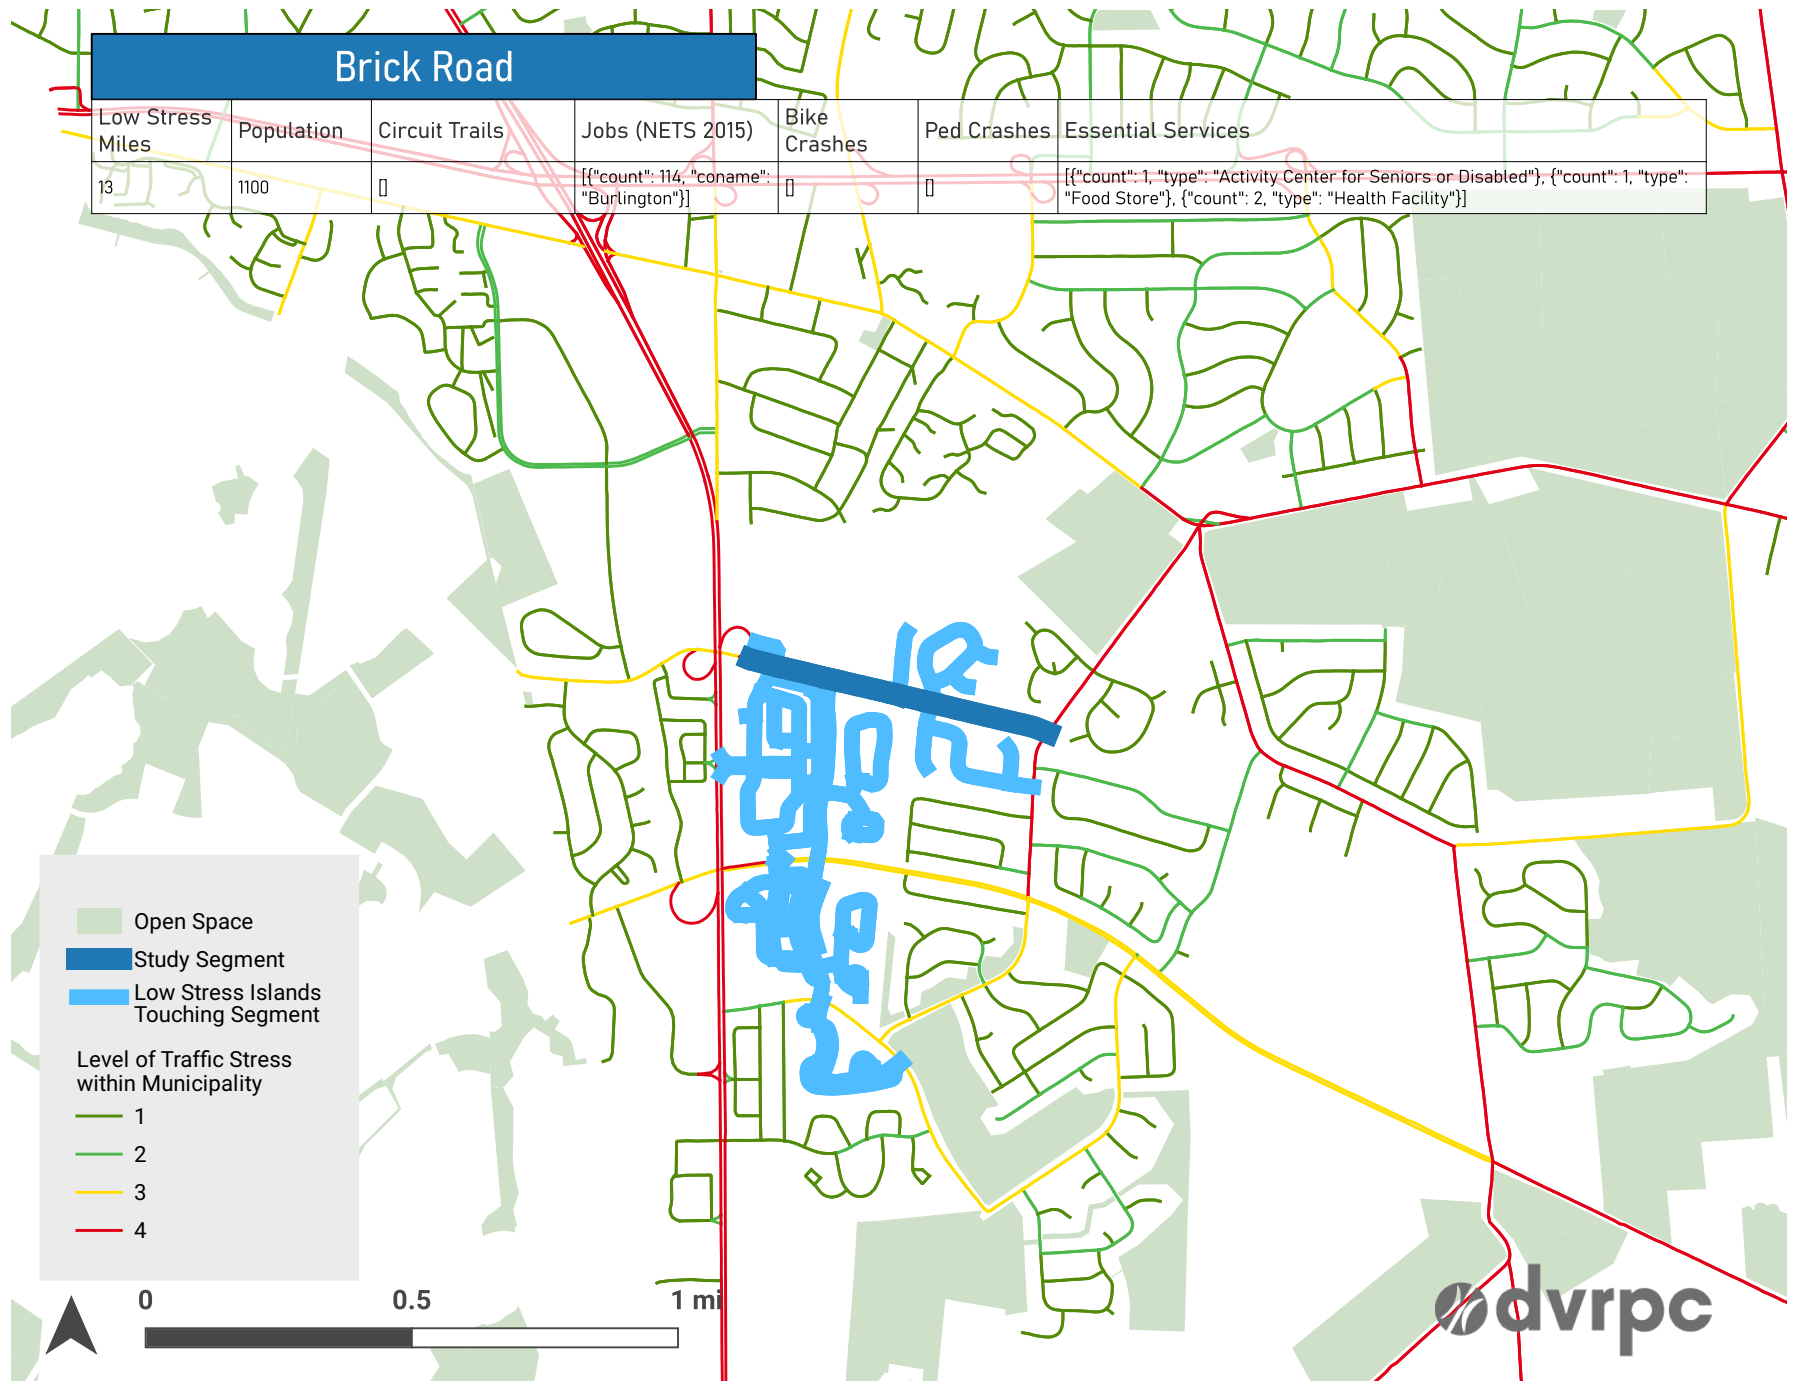 Brick Road
Low Stress
Miles
Population
Circuit Trails
Jobs (NETS 2015)
Bike
Crashes
Ped Crashes
Essential Services
13
1100
[]
[{"count": 114, "coname":
"Burlington"}]
[]
[]
[{"count": 1, "type": "Activity Center for Seniors or Disabled"}, {"count": 1, "type":
"Food Store"}, {"count": 2, "type": "Health Facility"}]
Open Space
Study Segment
Low Stress Islands
Touching Segment
Level of Traffic Stress
within Municipality
1
2
3
4
0 0.5 1 mi
dvrpc